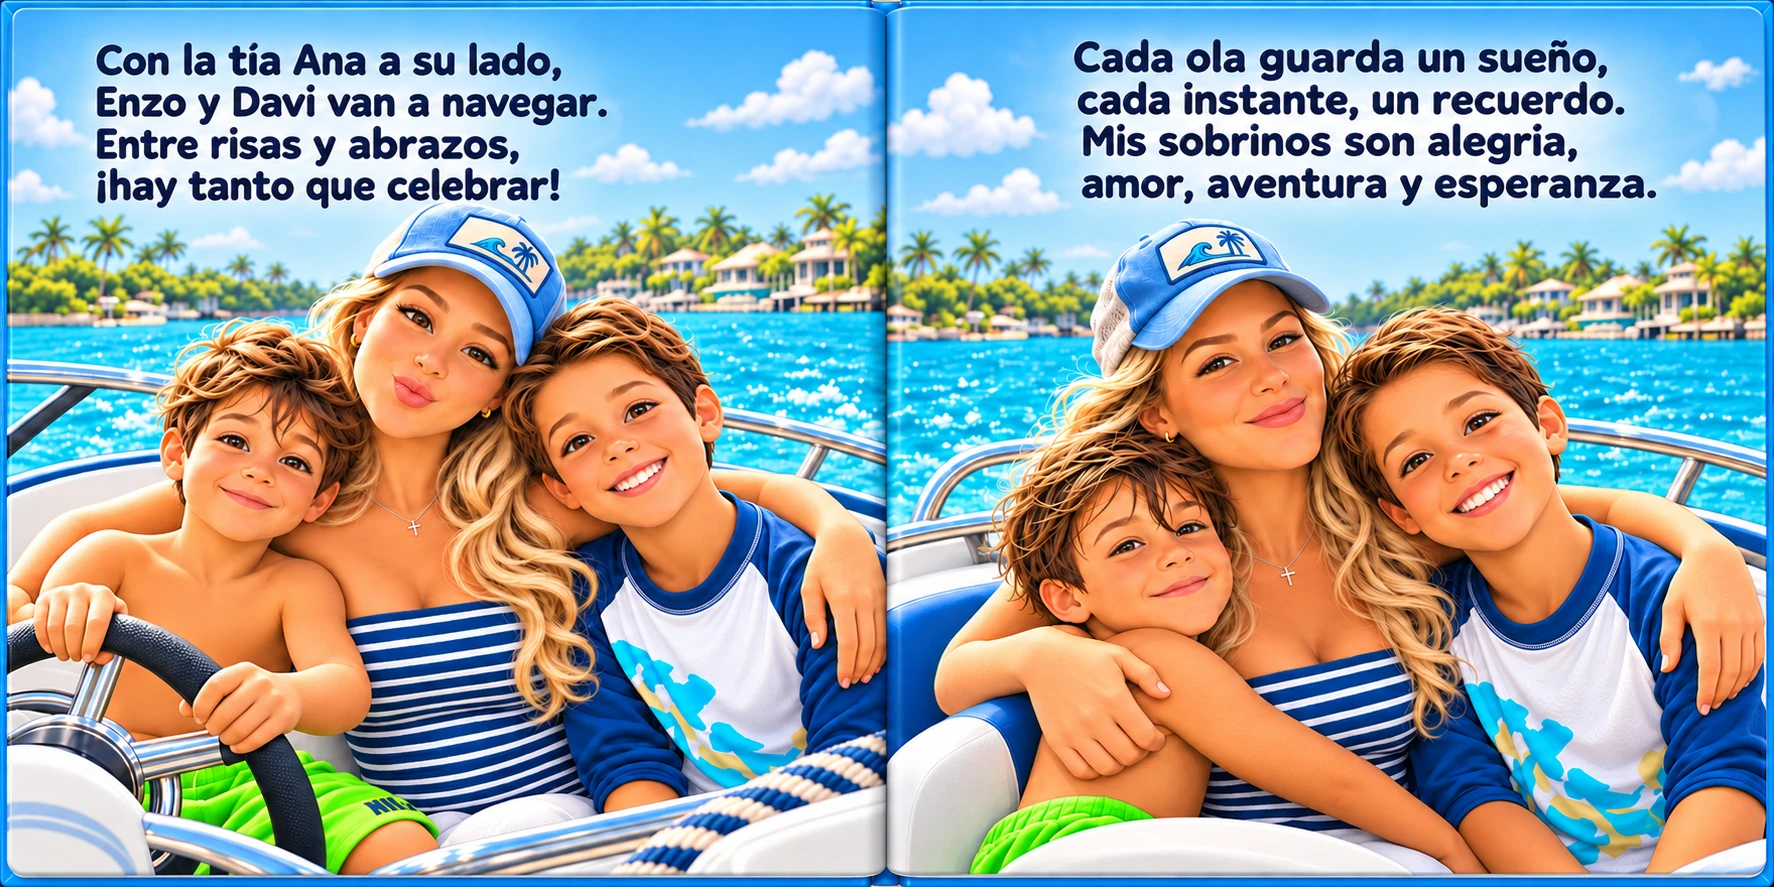 Con la tía Ana a su lado,
Enzo y Davi van a navegar.
Entre risas y abrazos,
¡hay tanto que celebrar!
Cada ola guarda un sueño,
cada instante, un recuerdo.
Mis sobrinos son alegria,
amor, aventura y esperanza.